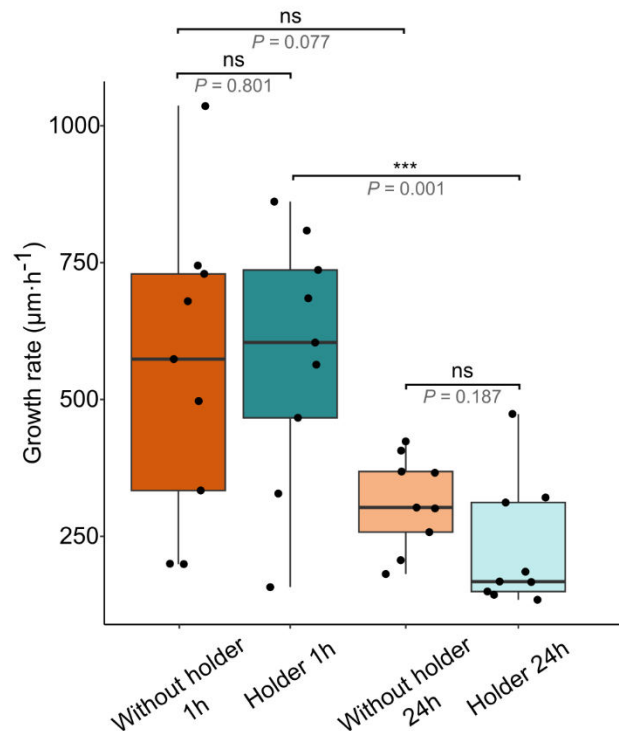 ns
P = 0.077
ns
P = 0.801
***
P = 0.001
ns
P = 0.187
Growth rate (µm·h⁻¹)
1000
750
500
250
Without holder
1h
Holder 1h
Without holder
24h
Holder 24h